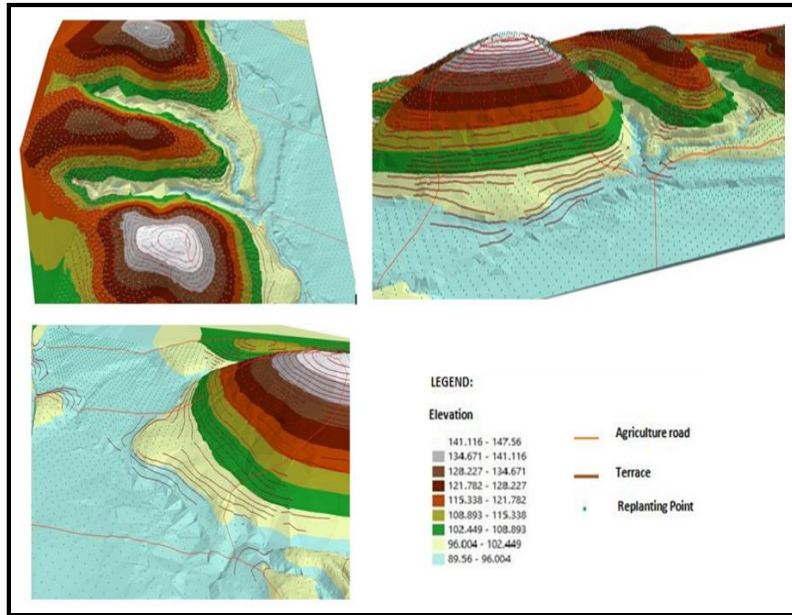 LEGEND:
Elevation
141.116 - 147.56
134.671 - 141.116
128.227 - 134.671
121.782 - 128.227
115.338 - 121.782
108.893 - 115.338
102.449 - 108.893
96.004 - 102.449
89.56 - 96.004
Agriculture road
Terrace
Replanting Point